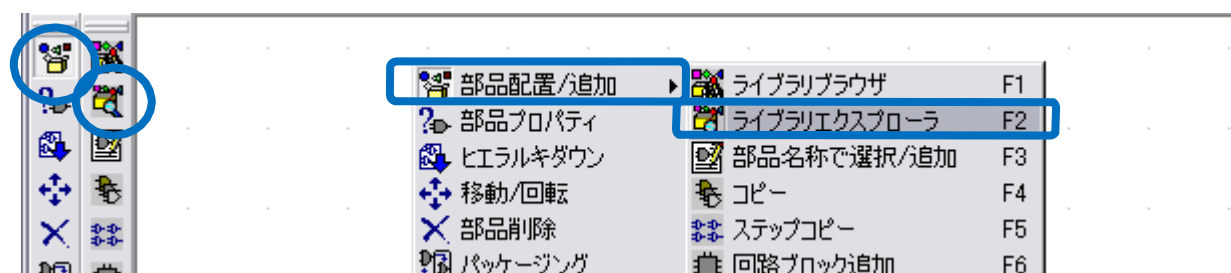 部品配置/追加
部品プロパティ
ヒエラルキダウン
移動/回転
部品削除
パッケージング
ライブラリブラウザ F1
ライブラリエクスプローラ F2
部品名称で選択/追加 F3
コピー F4
ステップコピー F5
回路ブロック追加 F6